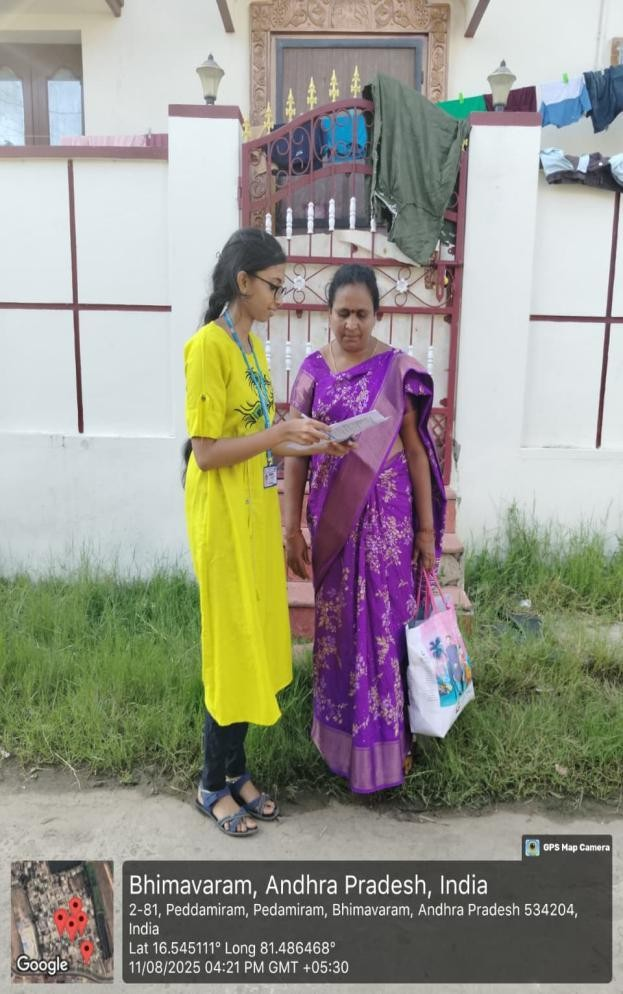 GPS Map Camera
Bhimavaram, Andhra Pradesh, India
2-81, Peddamiram, Pedamiram, Bhimavaram, Andhra Pradesh 534204,
India
Lat 16.545111° Long 81.486468°
11/08/2025 04:21 PM GMT +05:30
Google